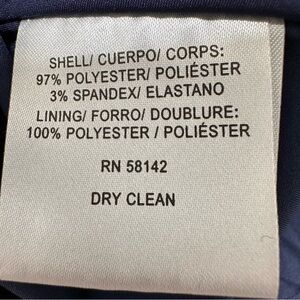 SHELL/ CUERPO/ CORPS:
97% POLYESTER/ POLIÉSTER
3% SPANDEX/ ELASTANO
LINING/ FORRO/ DOUBLURE:
100% POLYESTER / POLIÉSTER
RN 58142
DRY CLEAN